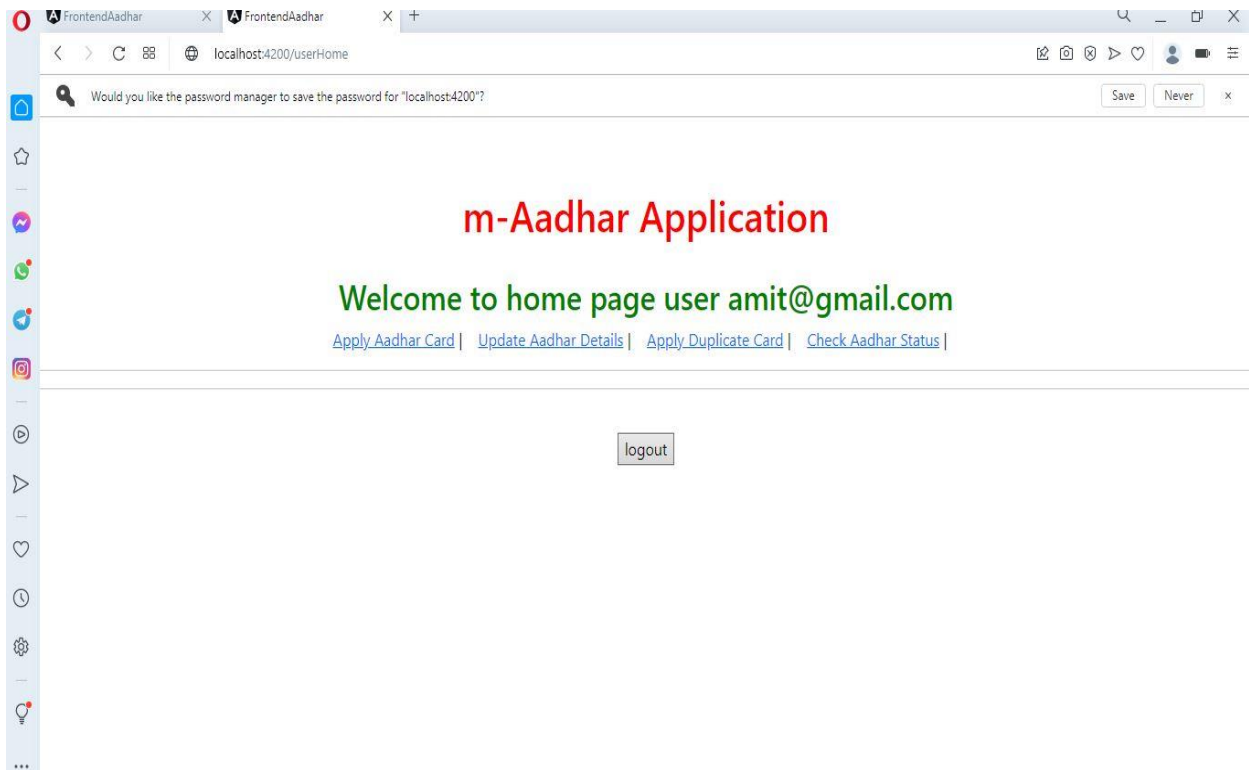 FrontendAadhar
FrontendAadhar
localhost:4200/userHome
Would you like the password manager to save the password for "localhost:4200"?
Save
Never
m-Aadhar Application
Welcome to home page user amit@gmail.com
Apply Aadhar Card | Update Aadhar Details | Apply Duplicate Card | Check Aadhar Status |
logout